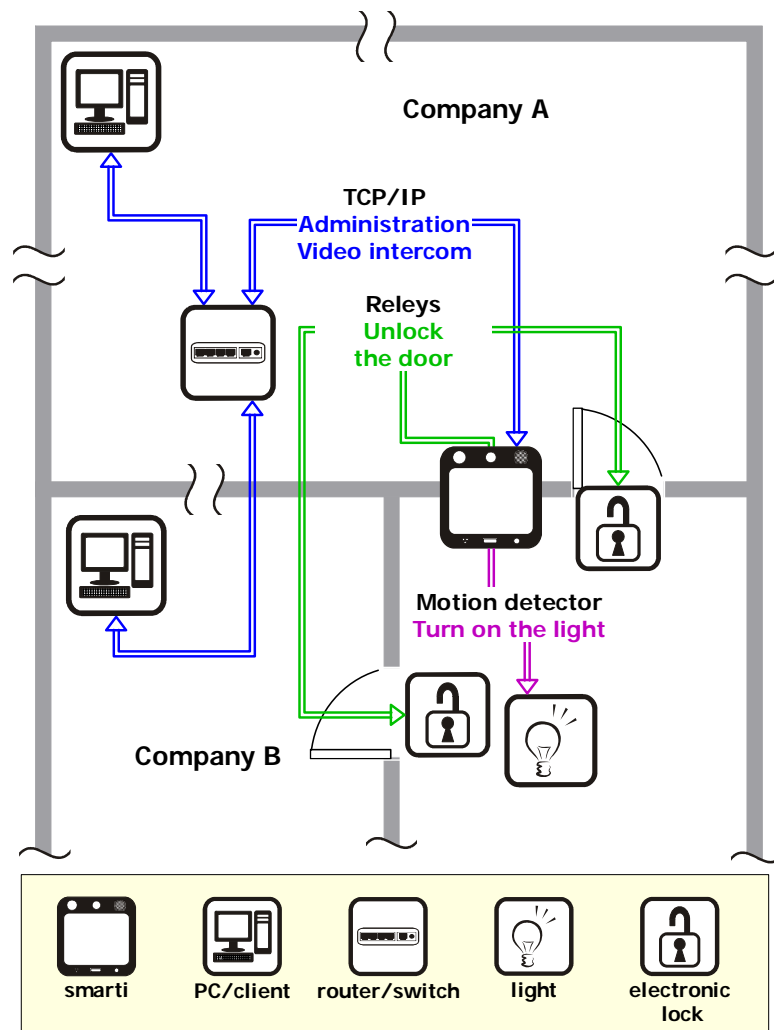 Company A
TCP/IP
Administration
Video intercom
Releys
Unlock
the door
Motion detector
Turn on the light
Company B
smarti
PC/client
router/switch
light
electronic
lock